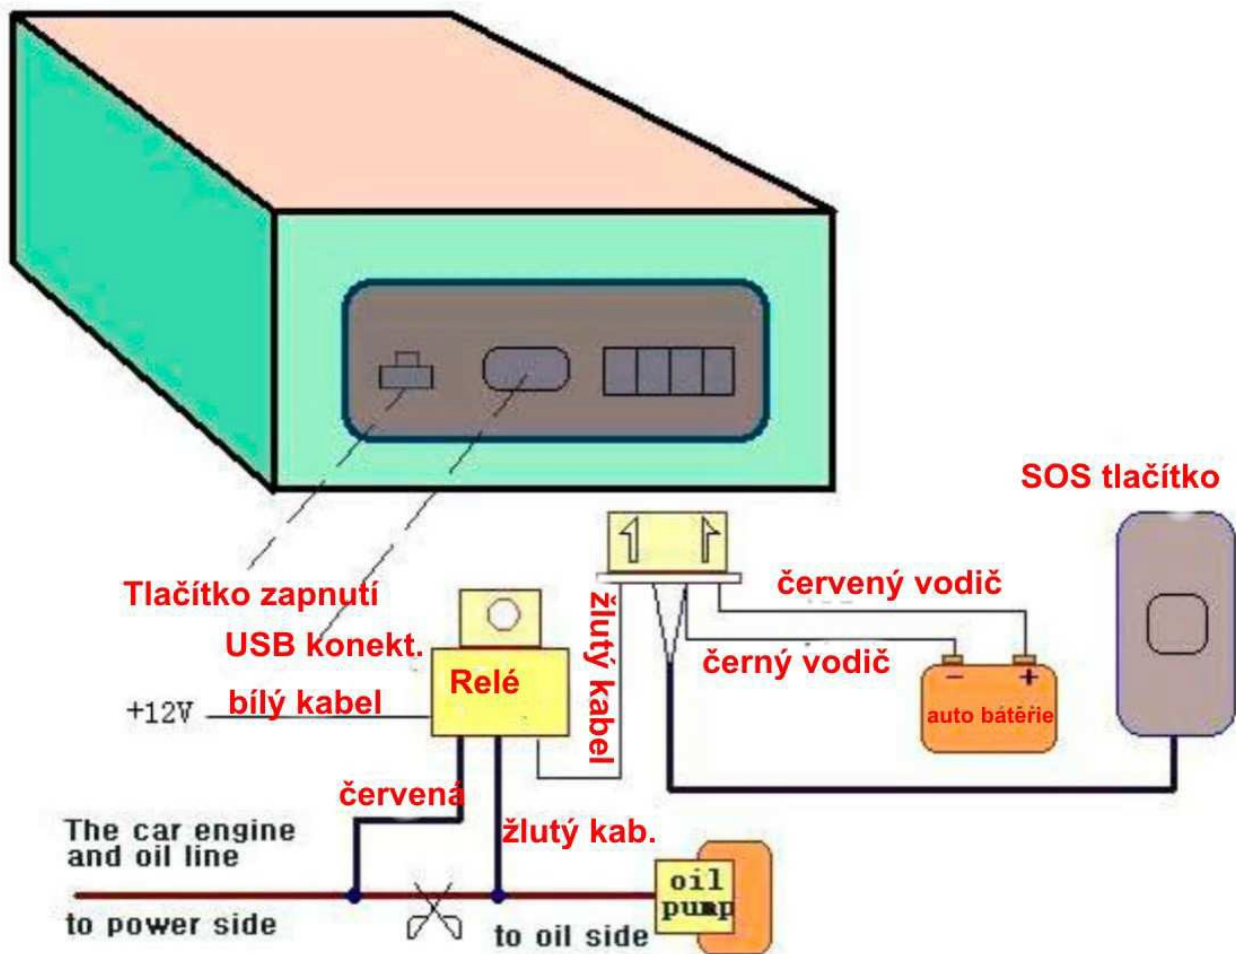 SOS tlačítko
Tlačítko zapnutí
USB konekt.
žlutý kabel
červený vodič
černý vodič
Relé
+12V
bílý kabel
-
+
auto bátéřie
červená
žlutý kab.
The car engine
and oil line
to power side
to oil side
oil
pump